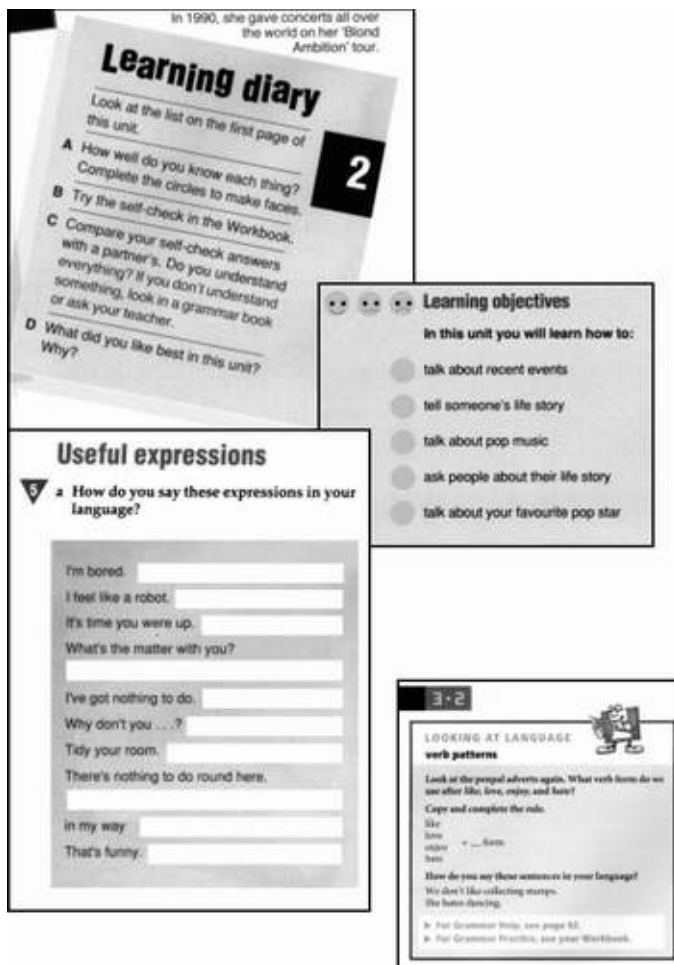 In 1990, she gave concerts all over
the world on her 'Blond
Ambition' tour.
Learning diary
Look at the list on the first page of
this unit.
A How well do you know each thing?
Complete the circles to make faces.
B Try the self-check in the Workbook.
C Compare your self-check answers
with a partner's. Do you understand
everything? If you don't understand
something, look in a grammar book
or ask your teacher.
D What did you like best in this unit?
Why?
2
Learning objectives
In this unit you will learn how to:
talk about recent events
tell someone's life story
talk about pop music
ask people about their life story
talk about your favourite pop star
Useful expressions
5 a How do you say these expressions in your
language?
I'm bored.
I feel like a robot.
It's time you were up.
What's the matter with you?
I've got nothing to do.
Why don't you . . .?
Tidy your room.
There's nothing to do round here.
in my way
That's funny.
3·2
LOOKING AT LANGUAGE
verb patterns
Look at the penpal adverts again. What verb form do we
use after like, love, enjoy, and hate?
Copy and complete the rule.
like
love
enjoy + __ form
hate
How do you say these sentences in your language?
We don't like collecting stamps.
She hates dancing.
▶ For Grammar Help, see page 92.
▶ For Grammar Practice, see your Workbook.